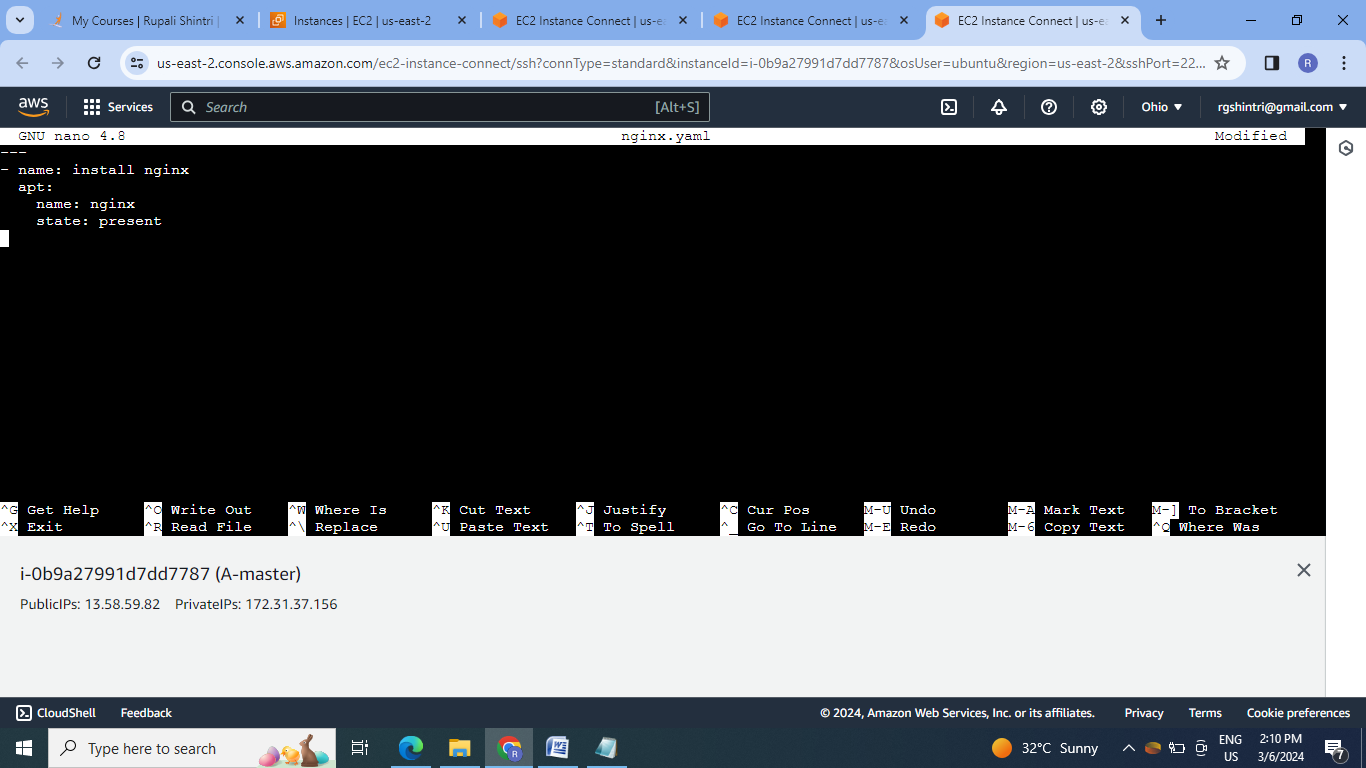 My Courses | Rupali Shintri |
Instances | EC2 | us-east-2
EC2 Instance Connect | us-ea
EC2 Instance Connect | us-ea
EC2 Instance Connect | us-ea
us-east-2.console.aws.amazon.com/ec2-instance-connect/ssh?connType=standard&instanceId=i-0b9a27991d7dd7787&osUser=ubuntu&region=us-east-2&sshPort=22...
R
aws
Services
Search
[Alt+S]
Ohio
rgshintri@gmail.com
GNU nano 4.8 nginx.yaml Modified
---
- name: install nginx
  apt:
    name: nginx
    state: present
^G Get Help ^O Write Out ^W Where Is ^K Cut Text ^J Justify ^C Cur Pos M-U Undo M-A Mark Text M-] To Bracket
^X Exit ^R Read File ^\ Replace ^U Paste Text ^T To Spell ^_ Go To Line M-E Redo M-6 Copy Text ^Q Where Was
i-0b9a27991d7dd7787 (A-master)
PublicIPs: 13.58.59.82 PrivateIPs: 172.31.37.156
CloudShell Feedback © 2024, Amazon Web Services, Inc. or its affiliates. Privacy Terms Cookie preferences
Type here to search
R
W
32°C Sunny
ENG
US
2:10 PM
3/6/2024
7